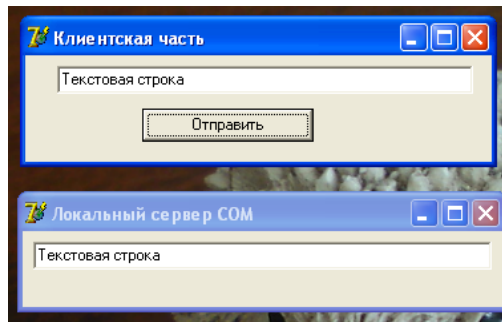 Клиентская часть
Текстовая строка
Отправить
Локальный сервер COM
Текстовая строка